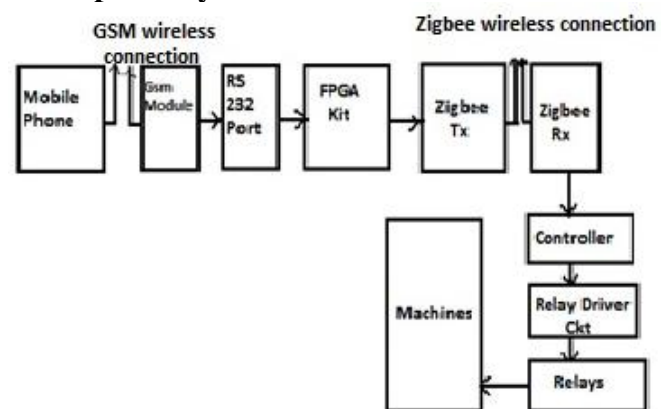 GSM wireless
connection
Zigbee wireless connection
Mobile
Phone
Gsm
Module
RS
232
Port
FPGA
Kit
Zigbee
Tx
Zigbee
Rx
Controller
Relay Driver
Ckt
Relays
Machines